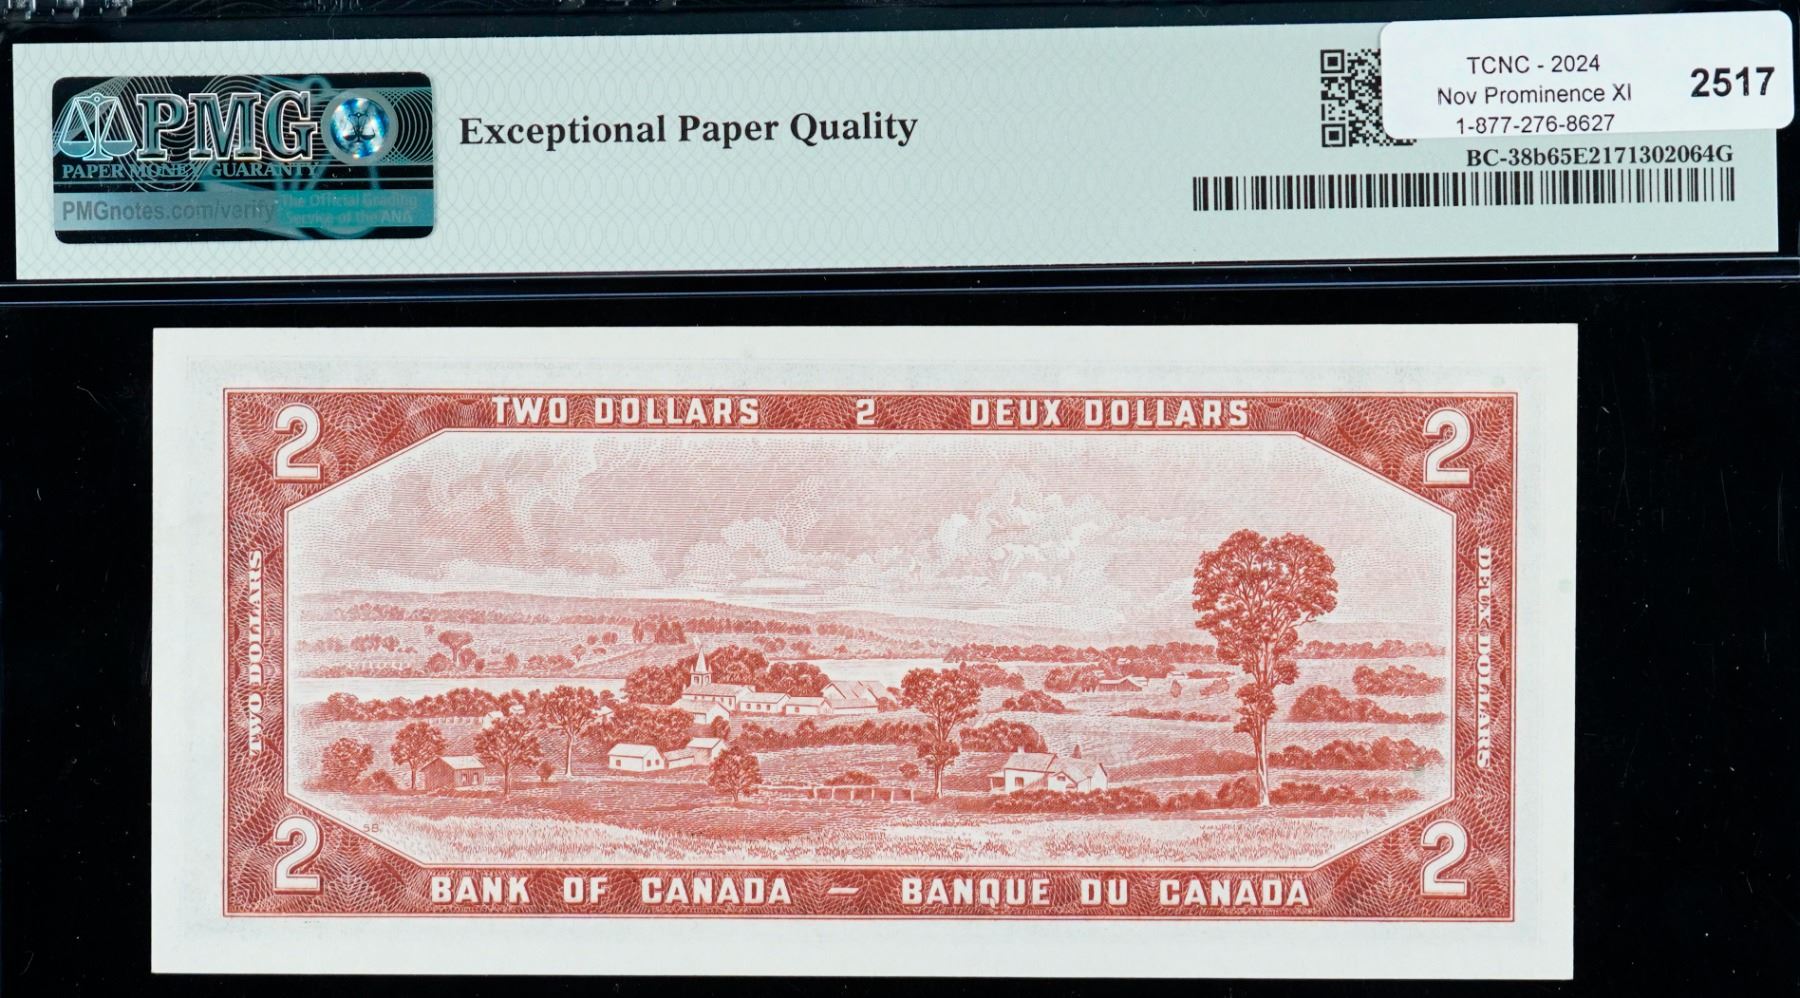 PMG
PAPER MONEY GUARANTY
PMGnotes.com/verify
The Official Grading
Service of the ANA
Exceptional Paper Quality
TCNC - 2024
Nov Prominence XI
1-877-276-8627
2517
BC-38b65E2171302064G
TWO DOLLARS 2 DEUX DOLLARS
2
2
TWO DOLLARS
DEUX DOLLARS
58
2
2
BANK OF CANADA — BANQUE DU CANADA